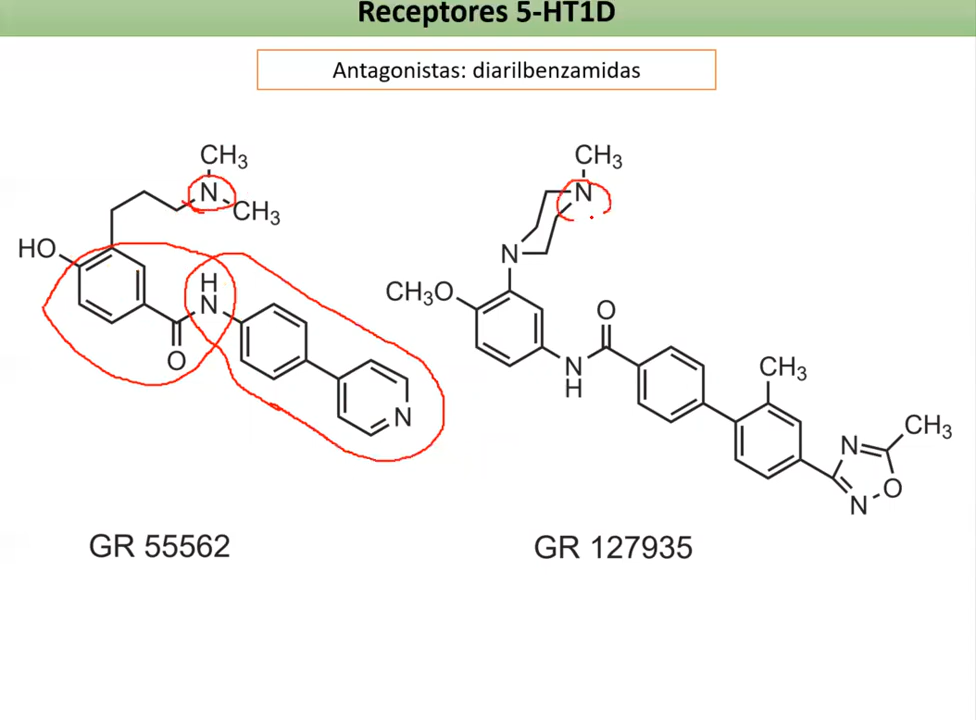 Receptores 5-HT1D
Antagonistas: diarilbenzamidas
CH3
N
CH3
HO
H
N
O
N
GR 55562
CH3
N
N
CH3O
O
N
H
CH3
CH3
N
O
N
GR 127935